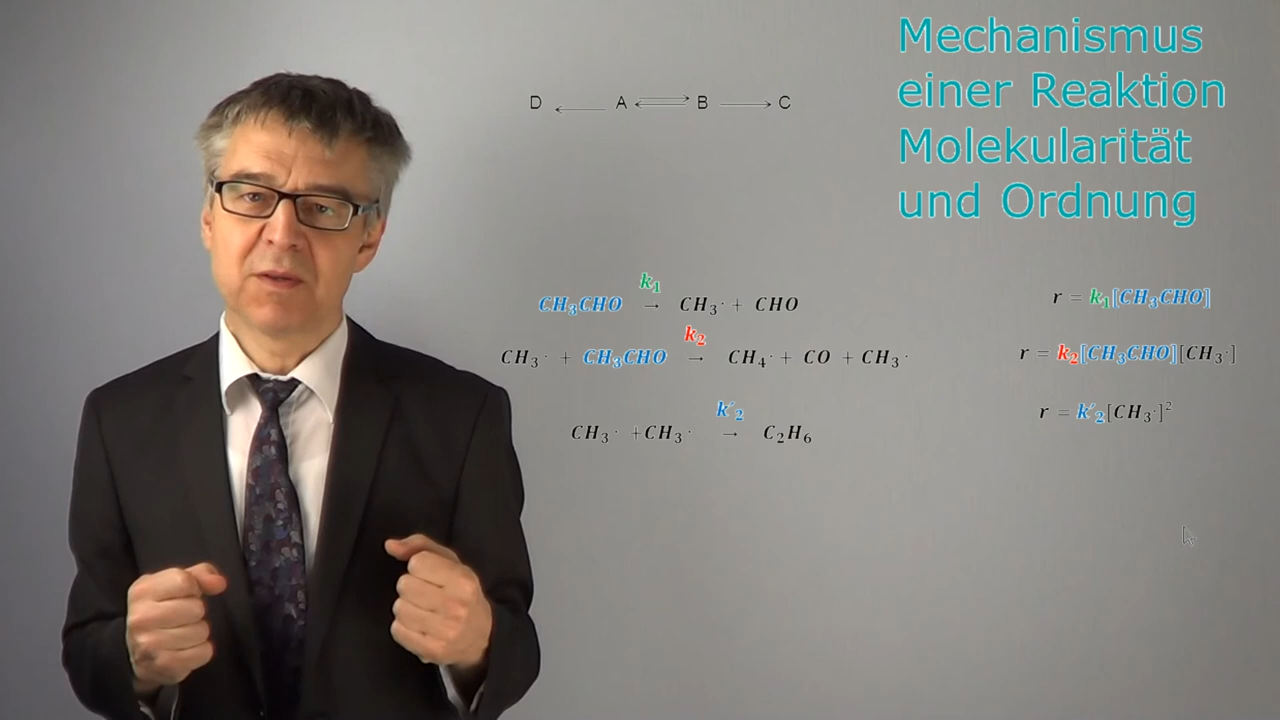 Mechanismus
einer Reaktion
Molekularität
und Ordnung
D ← A ⇌ B → C
k₁
CH₃CHO → CH₃· + CHO
r = k₁[CH₃CHO]
k₂
CH₃· + CH₃CHO → CH₄· + CO + CH₃·
r = k₂[CH₃CHO][CH₃·]
k′₂
CH₃· +CH₃· → C₂H₆
r = k′₂[CH₃·]²